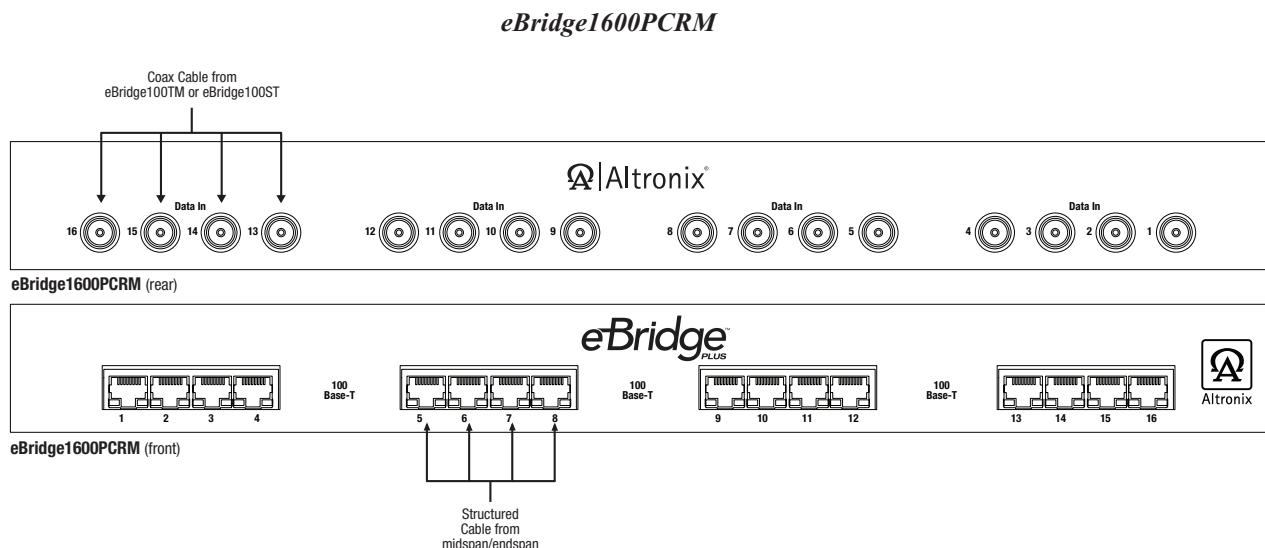 eBridge1600PCRM
Coax Cable from
eBridge100TM or eBridge100ST
Altronix®
Data In
Data In
Data In
Data In
16 15 14 13 12 11 10 9 8 7 6 5 4 3 2 1
eBridge1600PCRM (rear)
eBridge™
PLUS
100
Base-T
100
Base-T
100
Base-T
Altronix
1 2 3 4 5 6 7 8 9 10 11 12 13 14 15 16
eBridge1600PCRM (front)
Structured
Cable from
midspan/endspan